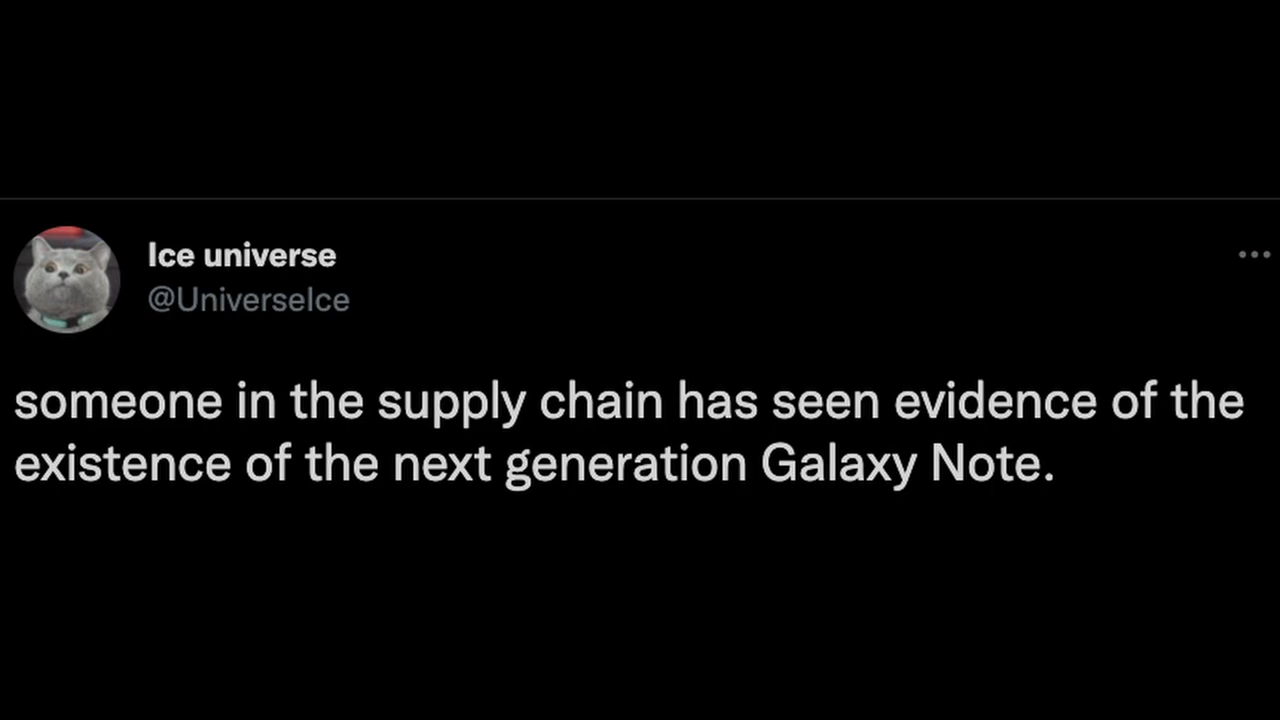 Ice universe
@UniverseIce
someone in the supply chain has seen evidence of the
existence of the next generation Galaxy Note.